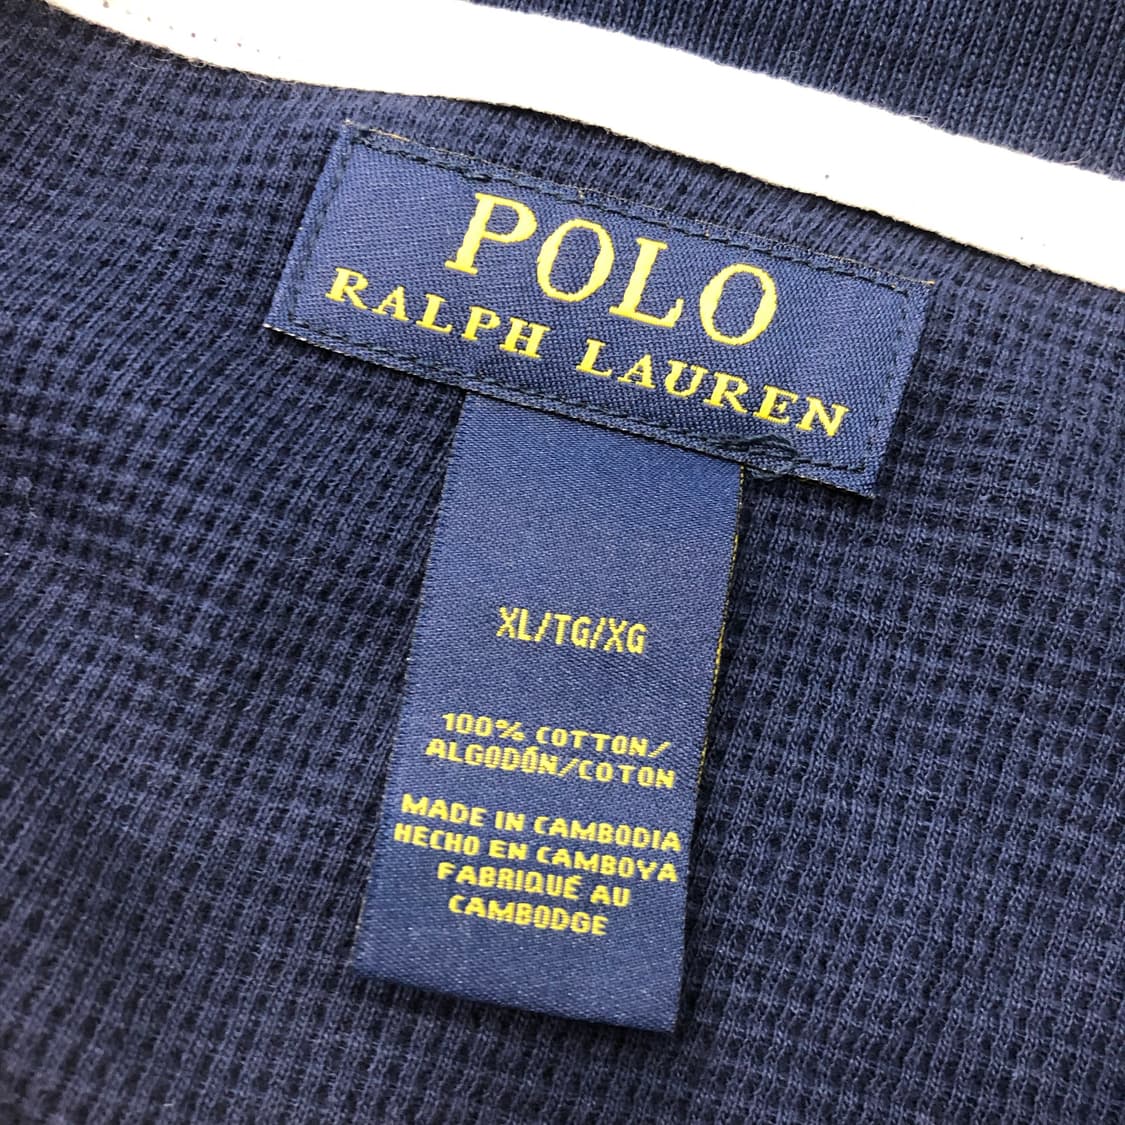 POLO
RALPH LAUREN
XL/TG/XG
100% COTTON/
ALGODÓN/COTON
MADE IN CAMBODIA
HECHO EN CAMBOYA
FABRIQUÉ AU
CAMBODGE